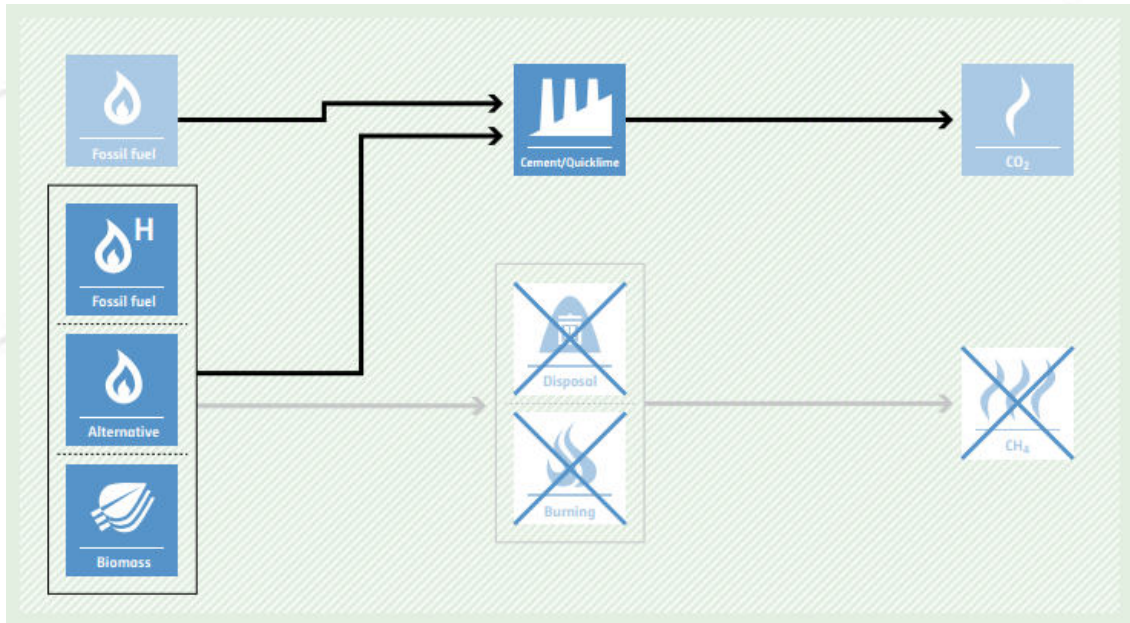 Fossil fuel
Cement/Quicklime
CO₂
H
Fossil fuel
Disposal
Alternative
CH₄
Burning
Biomass